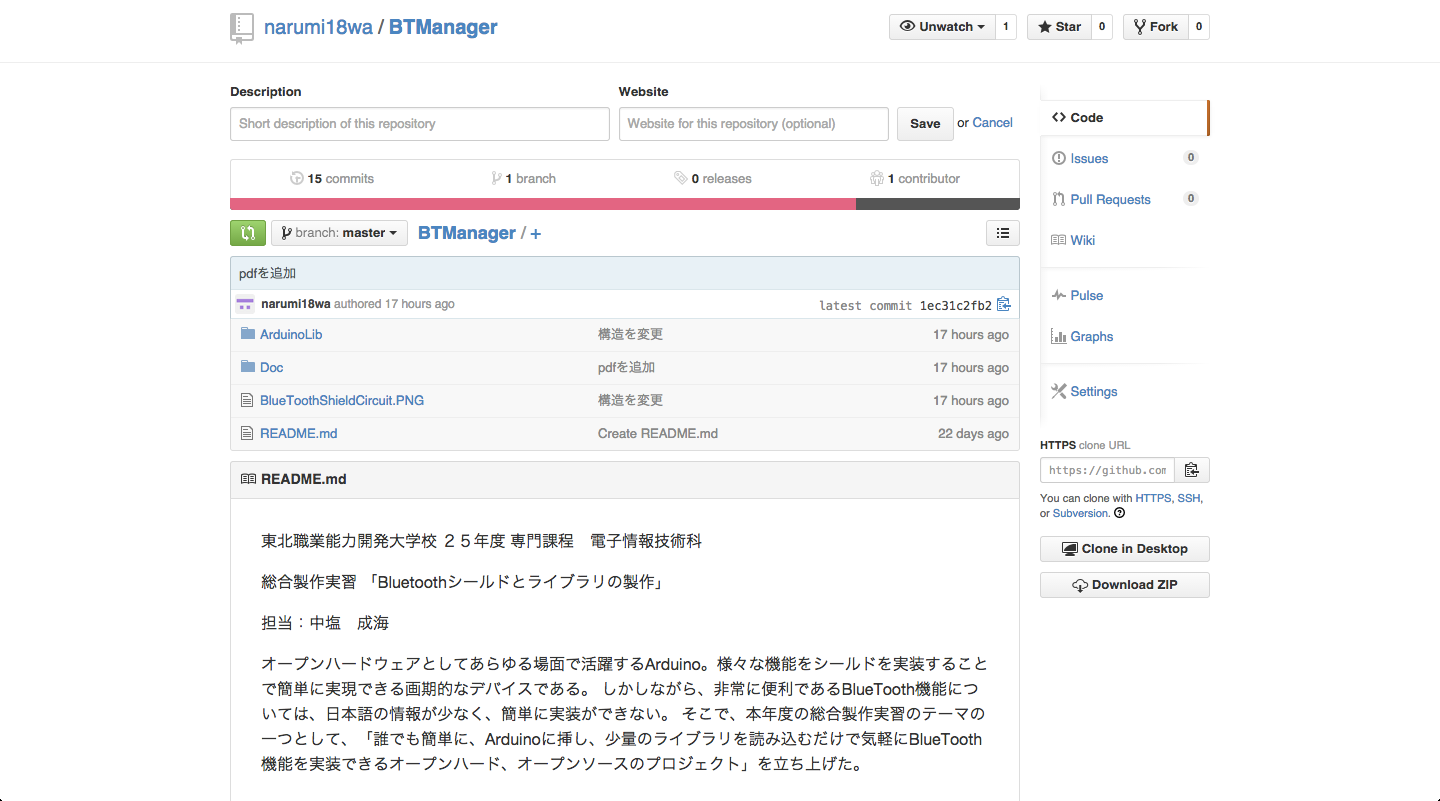 narumi18wa / BTManager
Unwatch 1
Star 0
Fork 0
Description
Website
Short description of this repository
Website for this repository (optional)
Save or Cancel
15 commits
1 branch
0 releases
1 contributor
branch: master
BTManager / +
pdfを追加
narumi18wa authored 17 hours ago
latest commit 1ec31c2fb2
ArduinoLib 構造を変更 17 hours ago
Doc pdfを追加 17 hours ago
BlueToothShieldCircuit.PNG 構造を変更 17 hours ago
README.md Create README.md 22 days ago
README.md
東北職業能力開発大学校 ２５年度 専門課程　電子情報技術科
総合製作実習 「Bluetoothシールドとライブラリの製作」
担当：中塩　成海
オープンハードウェアとしてあらゆる場面で活躍するArduino。様々な機能をシールドを実装すること
で簡単に実現できる画期的なデバイスである。 しかしながら、非常に便利であるBlueTooth機能につ
いては、日本語の情報が少なく、簡単に実装ができない。 そこで、本年度の総合製作実習のテーマの
一つとして、「誰でも簡単に、Arduinoに挿し、少量のライブラリを読み込むだけで気軽にBlueTooth
機能を実装できるオープンハード、オープンソースのプロジェクト」を立ち上げた。
Code
Issues 0
Pull Requests 0
Wiki
Pulse
Graphs
Settings
HTTPS clone URL
https://github.com
You can clone with HTTPS, SSH,
or Subversion.
Clone in Desktop
Download ZIP